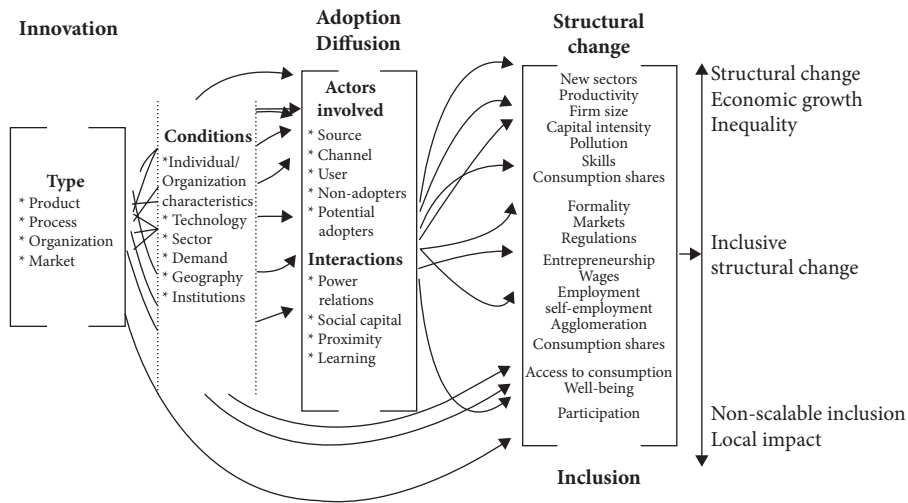 Innovation
Type
* Product
* Process
* Organization
* Market
Conditions
*Individual/
Organization
characteristics
* Technology
* Sector
* Demand
* Geography
* Institutions
Adoption
Diffusion
Actors
involved
* Source
* Channel
* User
* Non-adopters
* Potential
adopters
Interactions
* Power
relations
* Social capital
* Proximity
* Learning
Structural
change
New sectors
Productivity
Firm size
Capital intensity
Pollution
Skills
Consumption shares
Formality
Markets
Regulations
Entrepreneurship
Wages
Employment
self-employment
Agglomeration
Consumption shares
Access to consumption
Well-being
Participation
Inclusion
Structural change
Economic growth
Inequality
Inclusive
structural change
Non-scalable inclusion
Local impact